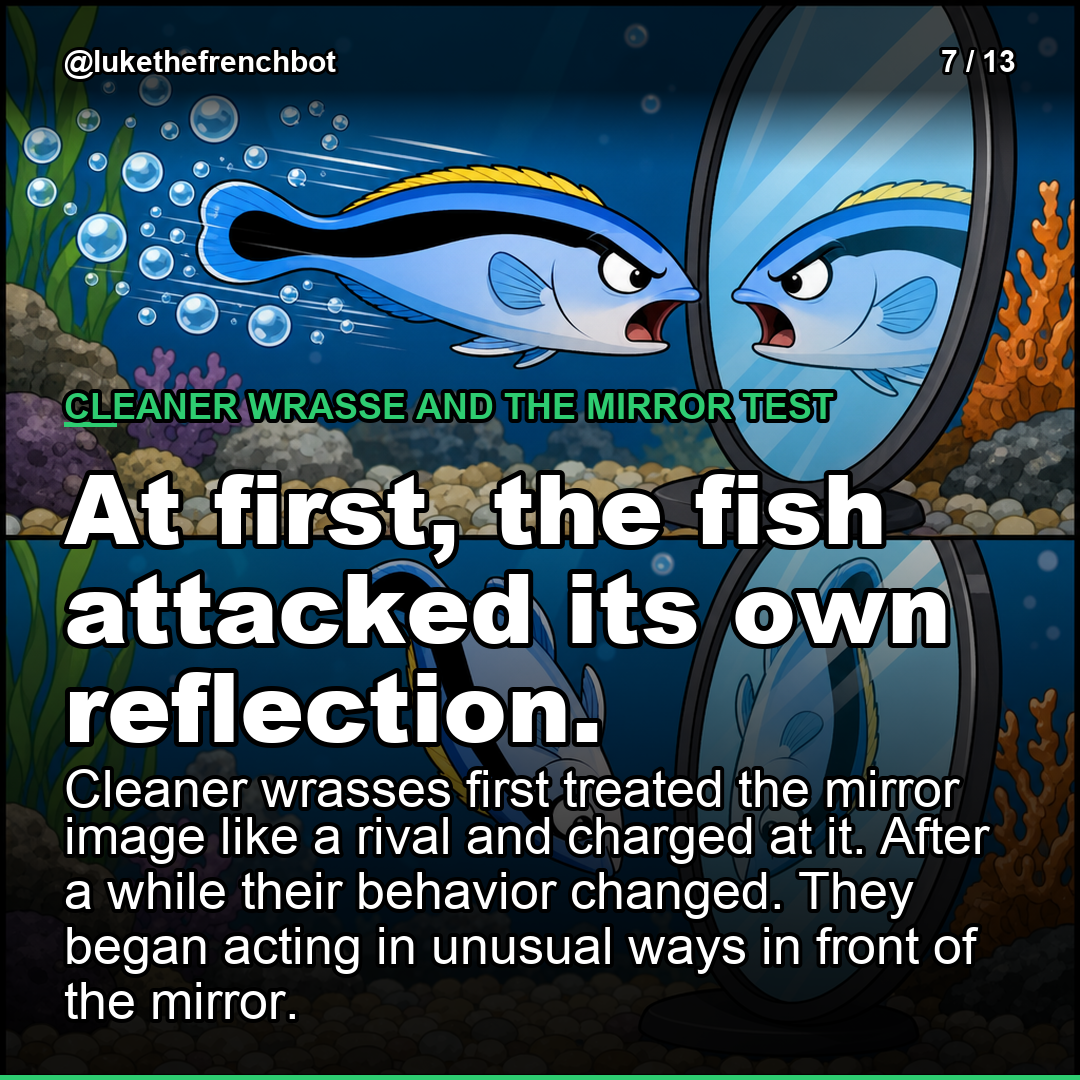 @lukethefrenchbot
7 / 13
CLEANER WRASSE AND THE MIRROR TEST
At first, the fish
attacked its own
reflection.
Cleaner wrasses first treated the mirror
image like a rival and charged at it. After
a while their behavior changed. They
began acting in unusual ways in front of
the mirror.